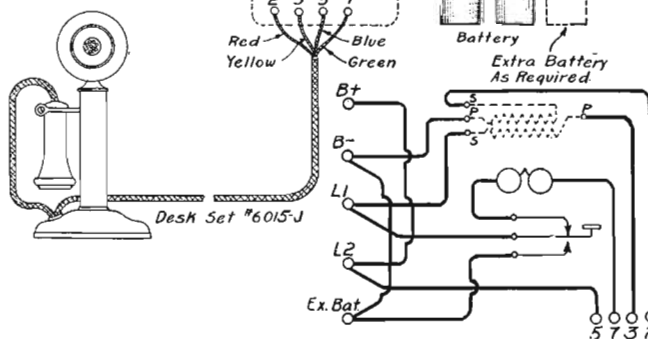 Red
Blue
Yellow
Green
Battery
Extra Battery
As Required.
B+
B-
L1
L2
Ex. Bat.
S
P
S
P
Desk Set #6015-J
5 7 3